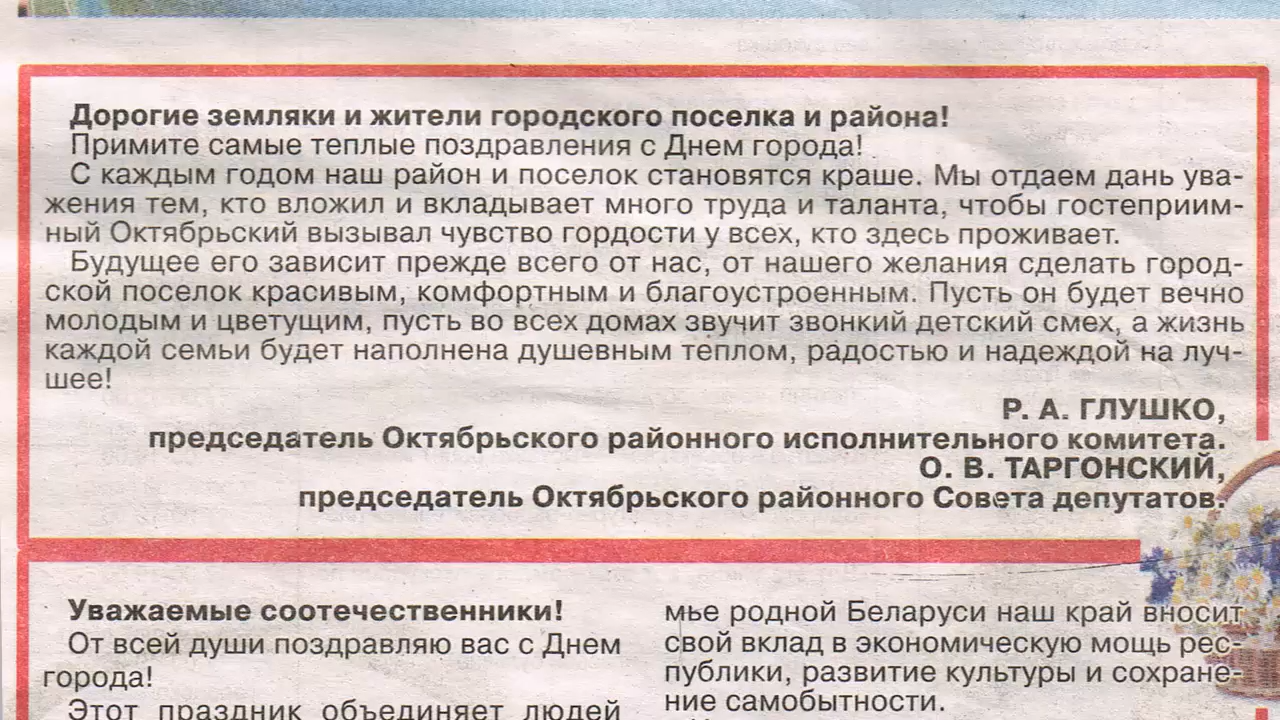 Дорогие земляки и жители городского поселка и района!
Примите самые теплые поздравления с Днем города!
С каждым годом наш район и поселок становятся краше. Мы отдаем дань ува-
жения тем, кто вложил и вкладывает много труда и таланта, чтобы гостеприим-
ный Октябрьский вызывал чувство гордости у всех, кто здесь проживает.
Будущее его зависит прежде всего от нас, от нашего желания сделать город-
ской поселок красивым, комфортным и благоустроенным. Пусть он будет вечно
молодым и цветущим, пусть во всех домах звучит звонкий детский смех, а жизнь
каждой семьи будет наполнена душевным теплом, радостью и надеждой на луч-
шее!
Р. А. ГЛУШКО,
председатель Октябрьского районного исполнительного комитета.
О. В. ТАРГОНСКИЙ,
председатель Октябрьского районного Совета депутатов.
Уважаемые соотечественники!
От всей души поздравляю вас с Днем
города!
Этот праздник объединяет людей
мье родной Беларуси наш край вносит
свой вклад в экономическую мощь рес-
публики, развитие культуры и сохране-
ние самобытности.